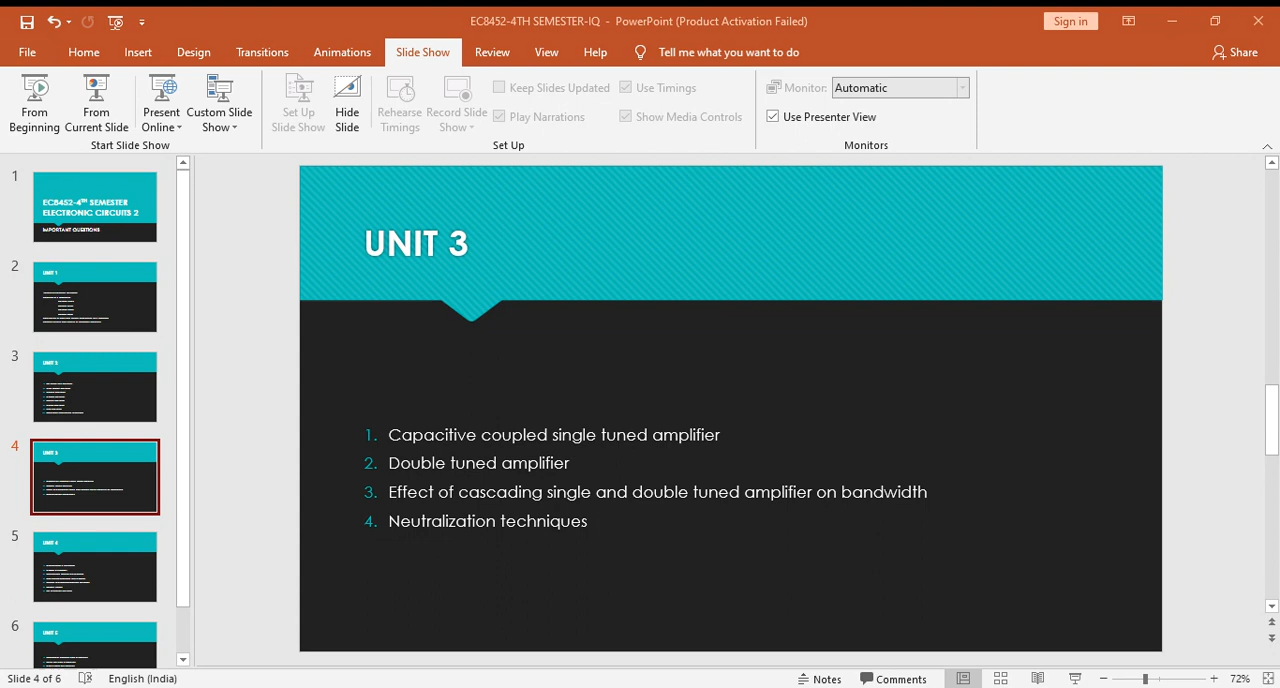 EC8452-4TH SEMESTER-IQ - PowerPoint (Product Activation Failed)
Sign in
File Home Insert Design Transitions Animations Slide Show Review View Help Tell me what you want to do Share
From Beginning
From Current Slide
Present Online
Custom Slide Show
Set Up Slide Show
Hide Slide
Rehearse Timings
Record Slide Show
Keep Slides Updated
Use Timings
Play Narrations
Show Media Controls
Monitor: Automatic
Use Presenter View
Start Slide Show
Set Up
Monitors
1
EC8452-4TH SEMESTER
ELECTRONIC CIRCUITS 2
IMPORTANT QUESTIONS
2
UNIT 1
3
UNIT 2
4
UNIT 3
5
UNIT 4
6
UNIT 5
UNIT 3
1. Capacitive coupled single tuned amplifier
2. Double tuned amplifier
3. Effect of cascading single and double tuned amplifier on bandwidth
4. Neutralization techniques
Slide 4 of 6 English (India) Notes Comments 72%